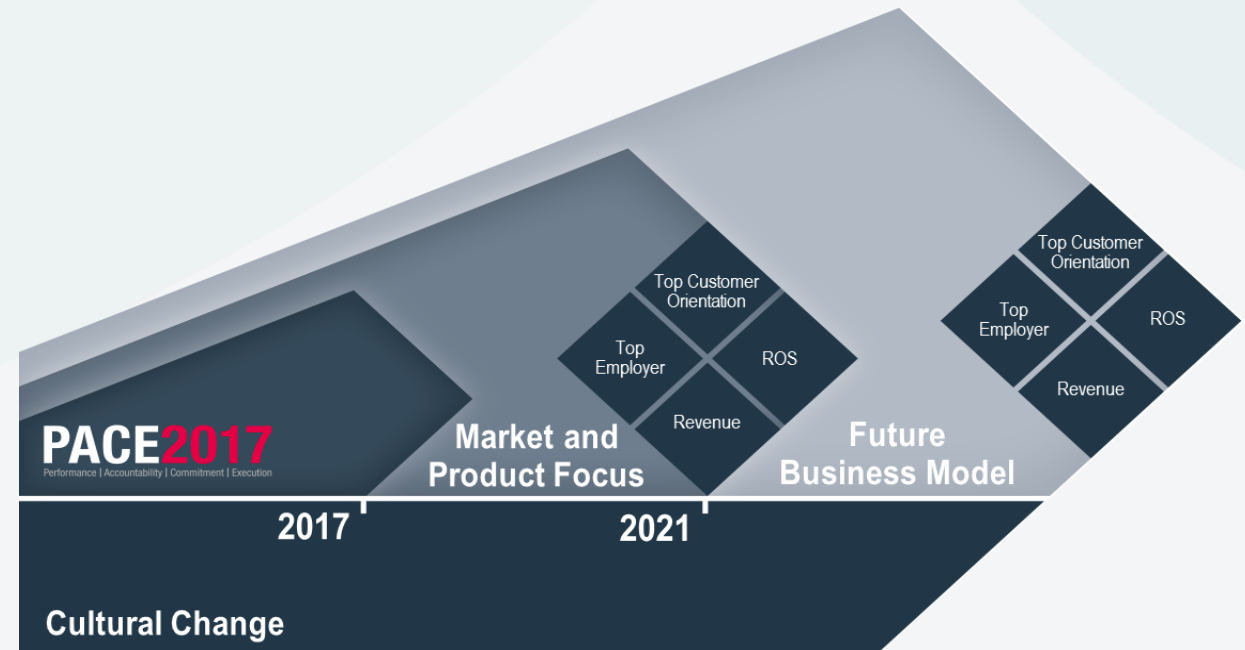 PACE2017
Performance | Accountability | Commitment | Execution
Market and
Product Focus
Top Customer
Orientation
Top
Employer
ROS
Revenue
Future
Business Model
Top Customer
Orientation
Top
Employer
ROS
Revenue
2017
2021
Cultural Change